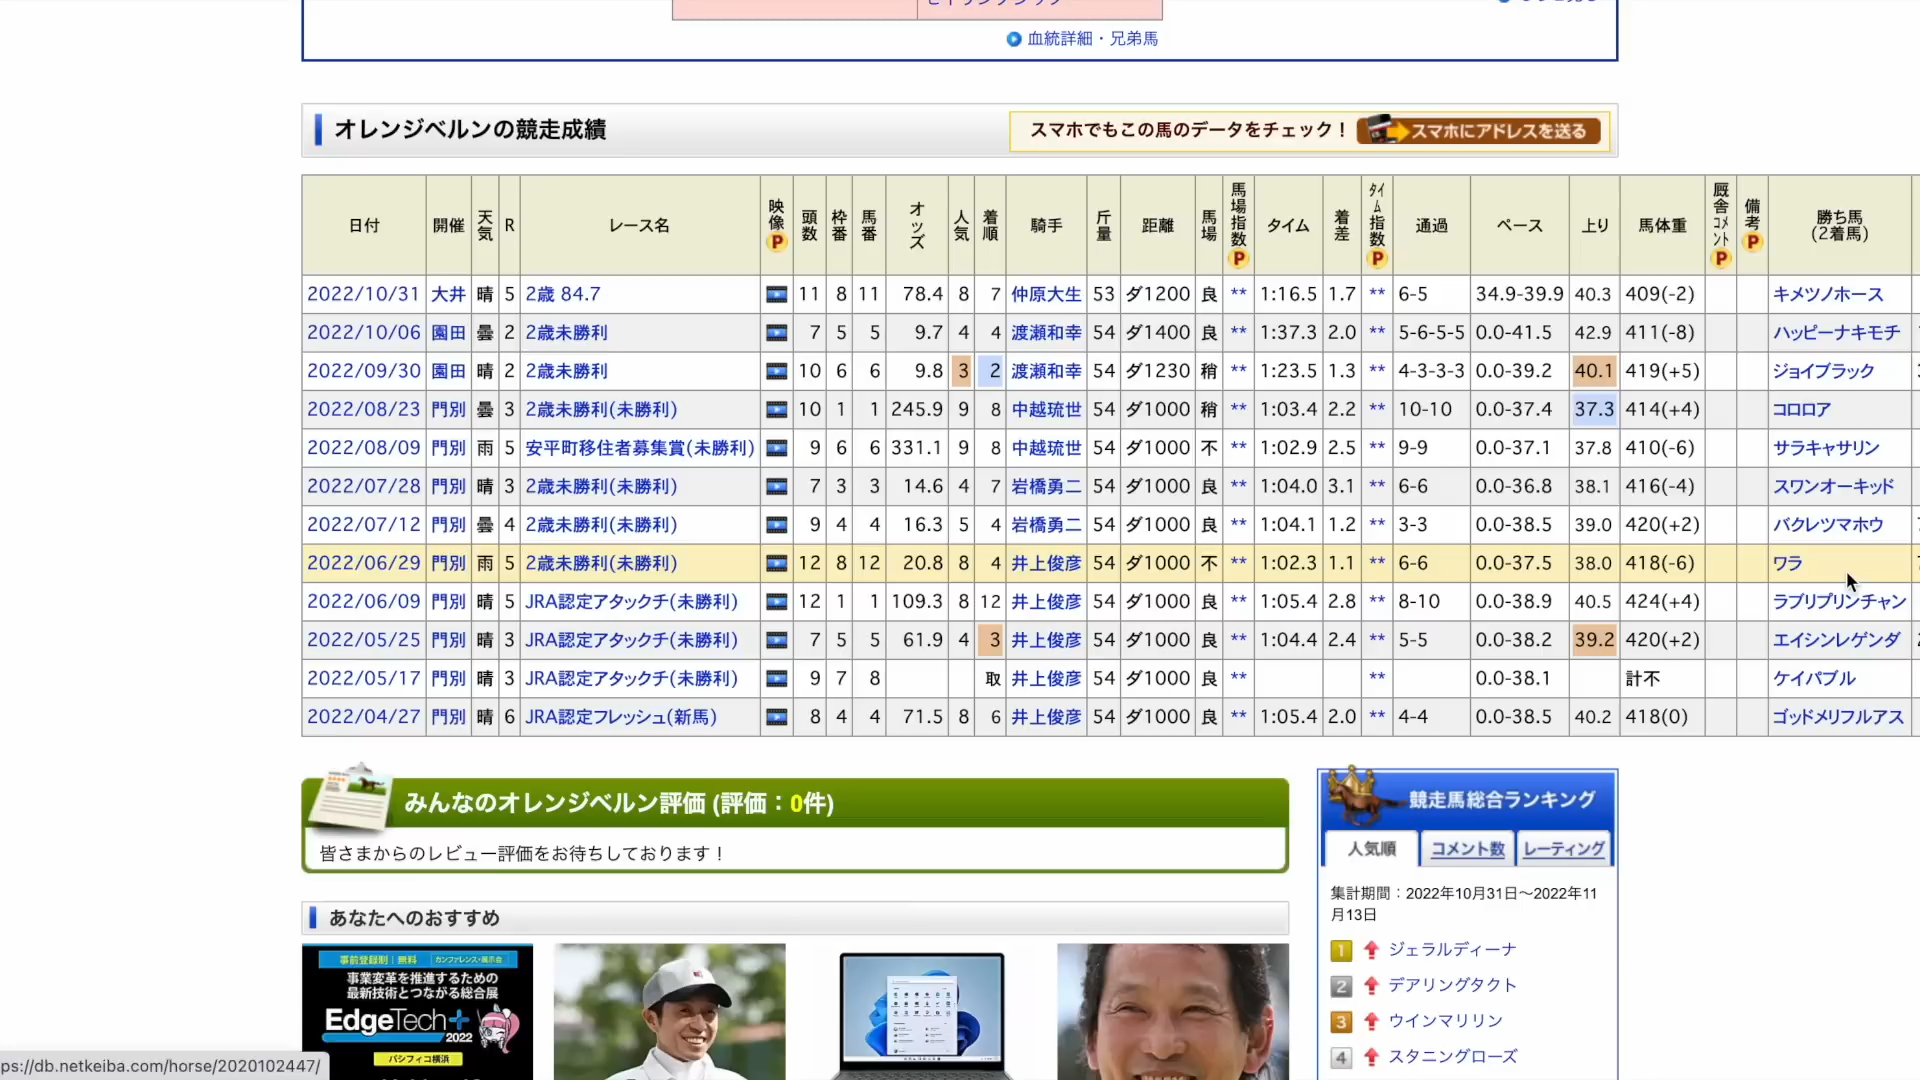 血統詳細・兄弟馬
オレンジベルンの競走成績
スマホでもこの馬のデータをチェック！ スマホにアドレスを送る
日付 開催 天気 R レース名 映像 P 頭数 枠番 馬番 オッズ 人気 着順 騎手 斤量 距離 馬場 馬場指数 P タイム 着差 ﾀｲﾑ指数 P 通過 ペース 上り 馬体重 厩舎ｺﾒﾝﾄ P 備考 P 勝ち馬(2着馬)
2022/10/31 大井 晴 5 2歳 84.7 11 8 11 78.4 8 7 仲原大生 53 ダ1200 良 ** 1:16.5 1.7 ** 6-5 34.9-39.9 40.3 409(-2) キメツノホース
2022/10/06 園田 曇 2 2歳未勝利 7 5 5 9.7 4 4 渡瀬和幸 54 ダ1400 良 ** 1:37.3 2.0 ** 5-6-5-5 0.0-41.5 42.9 411(-8) ハッピーナキモチ
2022/09/30 園田 晴 2 2歳未勝利 10 6 6 9.8 3 2 渡瀬和幸 54 ダ1230 稍 ** 1:23.5 1.3 ** 4-3-3-3 0.0-39.2 40.1 419(+5) ジョイブラック
2022/08/23 門別 曇 3 2歳未勝利(未勝利) 10 1 1 245.9 9 8 中越琉世 54 ダ1000 稍 ** 1:03.4 2.2 ** 10-10 0.0-37.4 37.3 414(+4) コロロア
2022/08/09 門別 雨 5 安平町移住者募集賞(未勝利) 9 6 6 331.1 9 8 中越琉世 54 ダ1000 不 ** 1:02.9 2.5 ** 9-9 0.0-37.1 37.8 410(-6) サラキャサリン
2022/07/28 門別 晴 3 2歳未勝利(未勝利) 7 3 3 14.6 4 7 岩橋勇二 54 ダ1000 良 ** 1:04.0 3.1 ** 6-6 0.0-36.8 38.1 416(-4) スワンオーキッド
2022/07/12 門別 曇 4 2歳未勝利(未勝利) 9 4 4 16.3 5 4 岩橋勇二 54 ダ1000 良 ** 1:04.1 1.2 ** 3-3 0.0-38.5 39.0 420(+2) バクレツマホウ
2022/06/29 門別 雨 5 2歳未勝利(未勝利) 12 8 12 20.8 8 4 井上俊彦 54 ダ1000 不 ** 1:02.3 1.1 ** 6-6 0.0-37.5 38.0 418(-6) ワラ
2022/06/09 門別 晴 5 JRA認定アタックチ(未勝利) 12 1 1 109.3 8 12 井上俊彦 54 ダ1000 良 ** 1:05.4 2.8 ** 8-10 0.0-38.9 40.5 424(+4) ラブリプリンチャン
2022/05/25 門別 晴 3 JRA認定アタックチ(未勝利) 7 5 5 61.9 4 3 井上俊彦 54 ダ1000 良 ** 1:04.4 2.4 ** 5-5 0.0-38.2 39.2 420(+2) エイシンレゲンダ
2022/05/17 門別 晴 3 JRA認定アタックチ(未勝利) 9 7 8 取 井上俊彦 54 ダ1000 良 ** ** 0.0-38.1 計不 ケイパブル
2022/04/27 門別 晴 6 JRA認定フレッシュ(新馬) 8 4 4 71.5 8 6 井上俊彦 54 ダ1000 良 ** 1:05.4 2.0 ** 4-4 0.0-38.5 40.2 418(0) ゴッドメリフルアス
みんなのオレンジベルン評価 (評価：0件)
皆さまからのレビュー評価をお待ちしております！
あなたへのおすすめ
事前登録制｜無料 カンファレンス・展示会
事業変革を推進するための
最新技術とつながる総合展
EdgeTech+
2022
パシフィコ横浜
競走馬総合ランキング
人気順 コメント数 レーティング
集計期間：2022年10月31日～2022年11
月13日
1 ジェラルディーナ
2 デアリングタクト
3 ウインマリリン
4 スタニングローズ
ps://db.netkeiba.com/horse/2020102447/